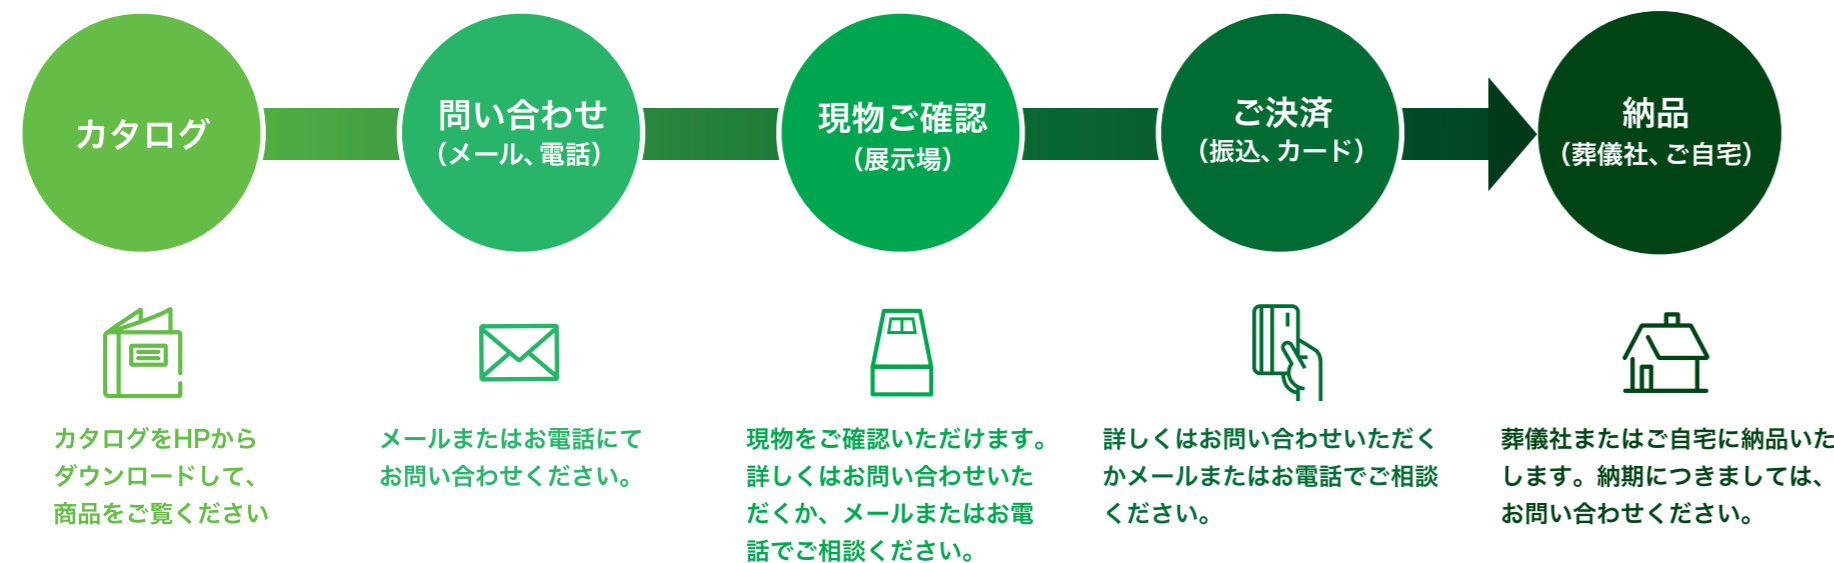 カタログ
問い合わせ
（メール、電話）
現物ご確認
（展示場）
ご決済
（振込、カード）
納品
（葬儀社、ご自宅）
カタログをHPから
ダウンロードして、
商品をご覧ください
メールまたはお電話にて
お問い合わせください。
現物をご確認いただけます。
詳しくはお問い合わせいた
だくか、メールまたはお電
話でご相談ください。
詳しくはお問い合わせいただく
かメールまたはお電話でご相談
ください。
葬儀社またはご自宅に納品いた
します。納期につきましては、
お問い合わせください。